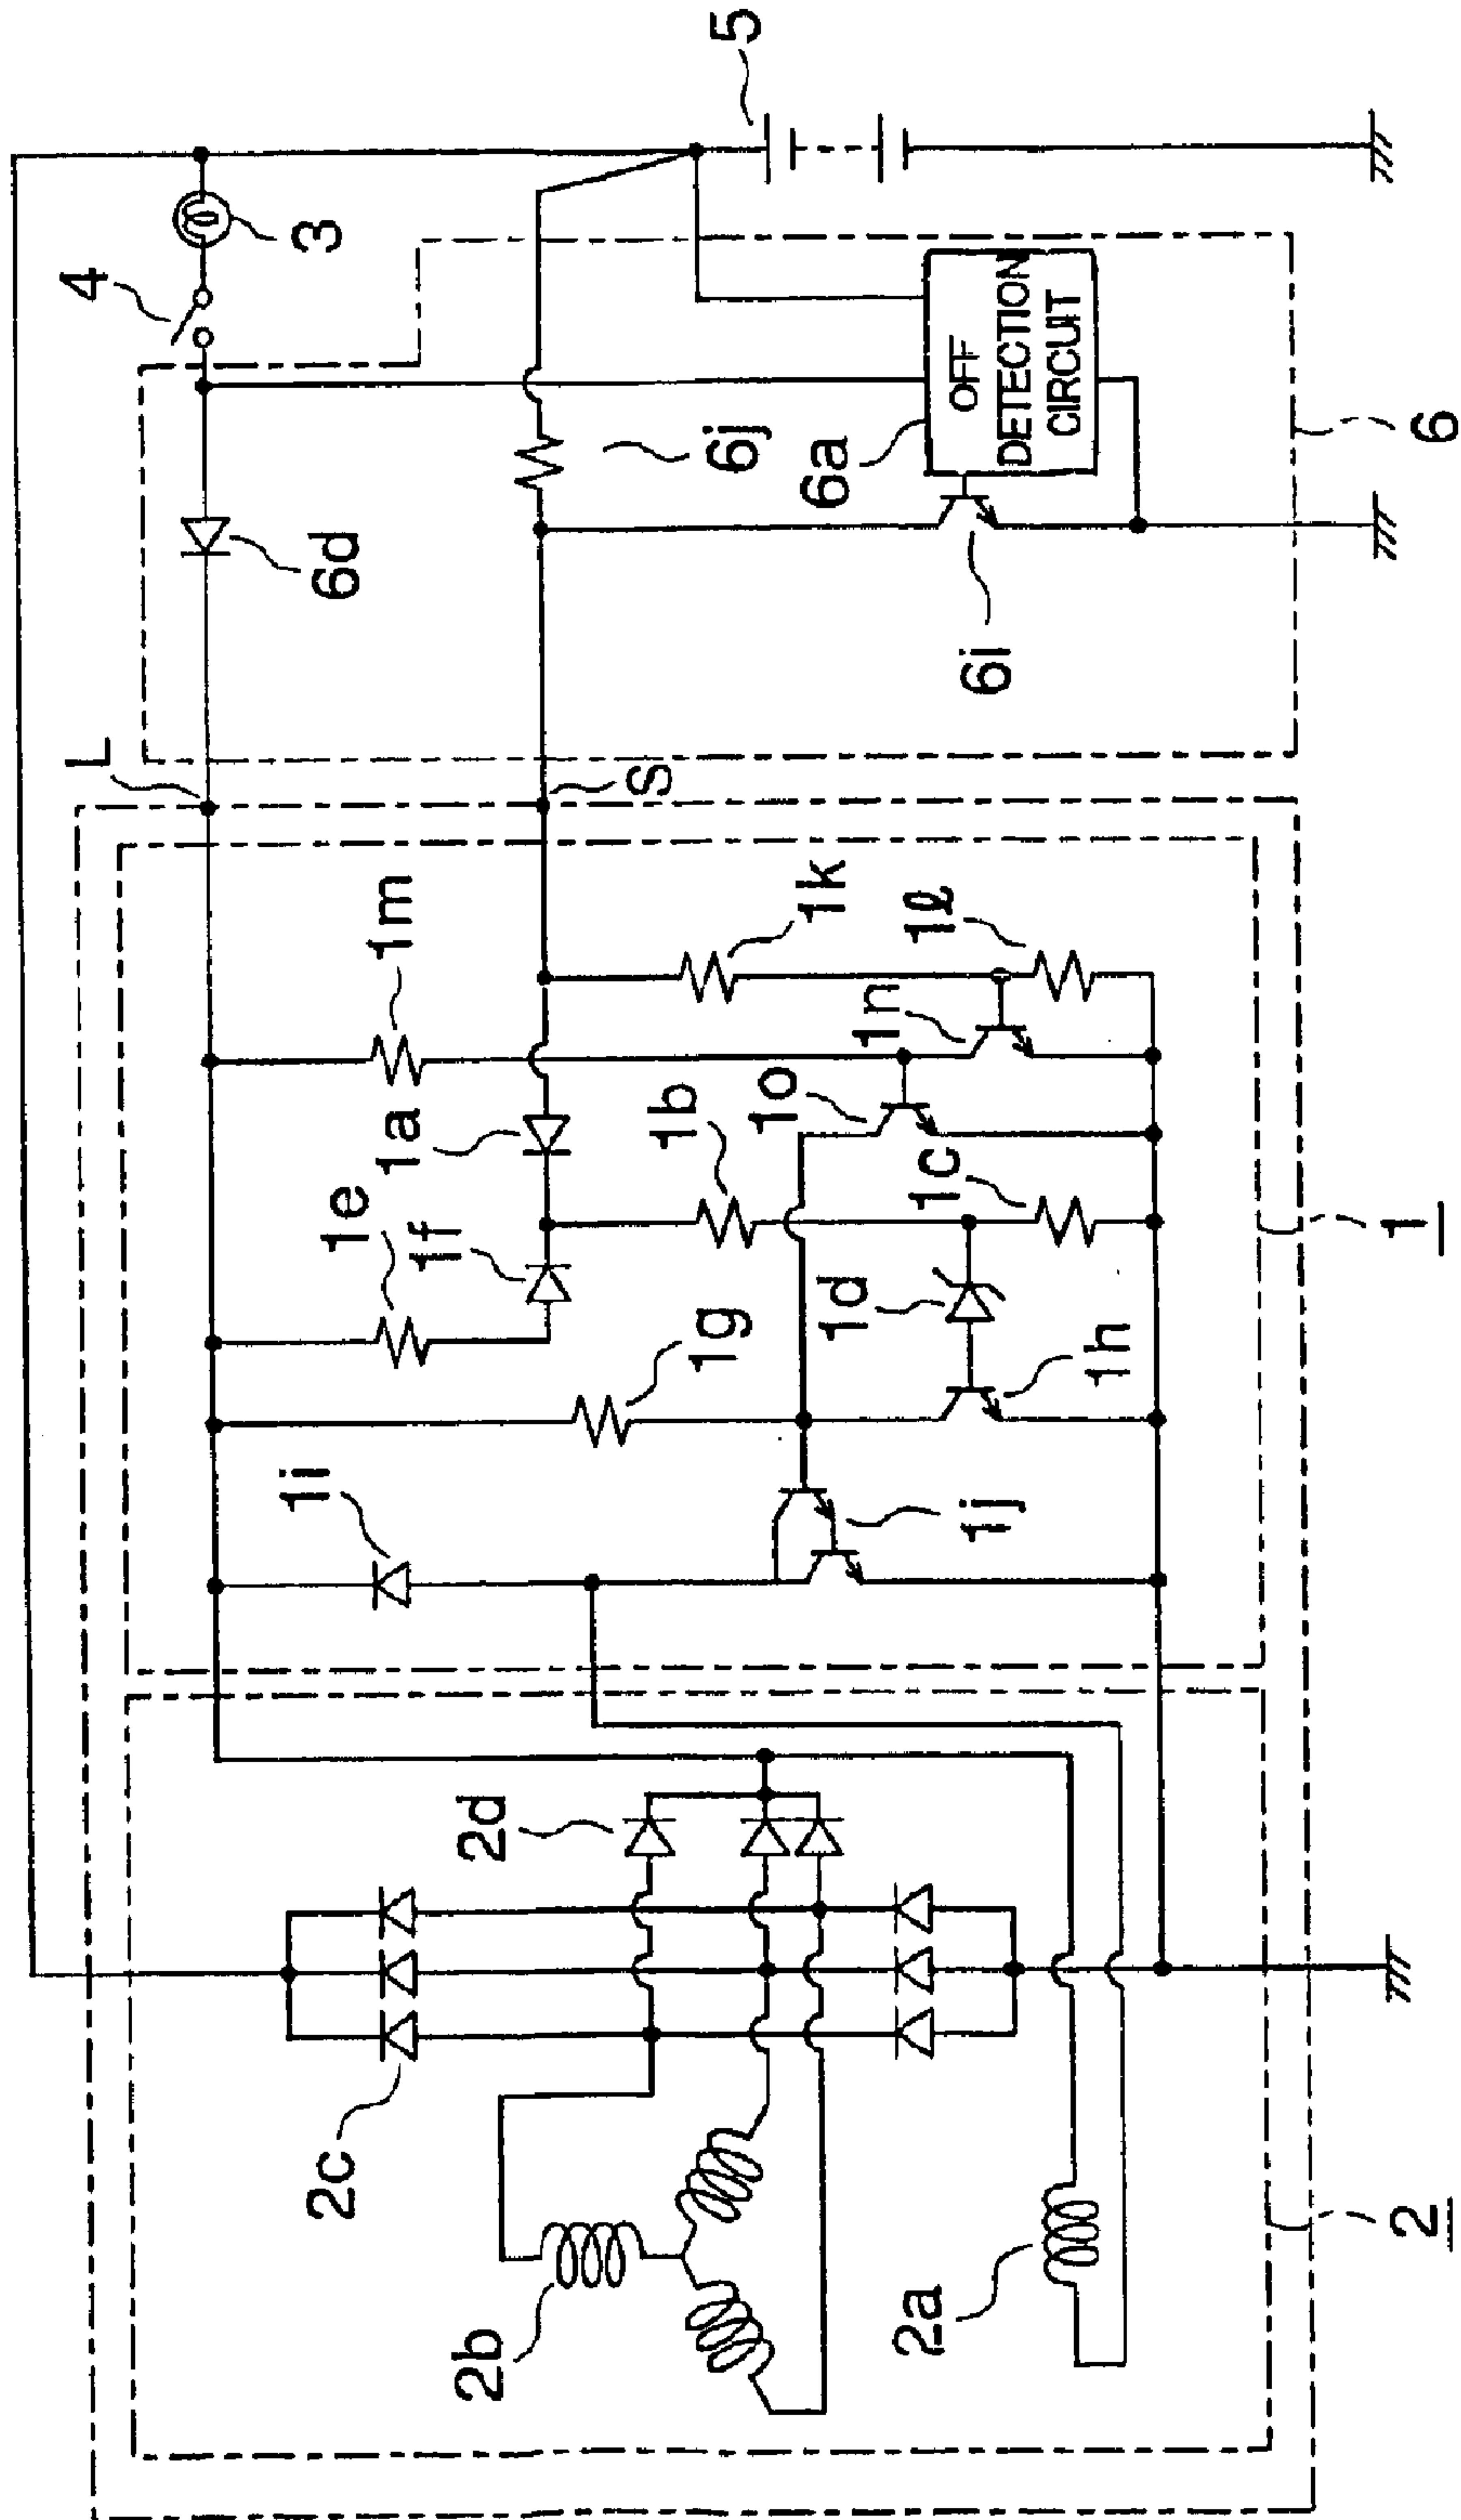 2b
2c
2d
2a
2
1i
1g
1e
1f
1a
1m
1j
1h
1d
1b
1c
1o
1n
1k
1ℓ
1
L
S
6d
6i
6j
6a
OFF
DETECTION
CIRCUIT
6
4
3
5